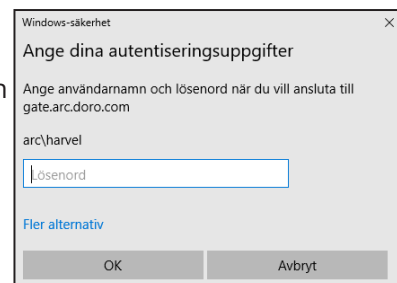 Windows-säkerhet
Ange dina autentiseringsuppgifter
Ange användarnamn och lösenord när du vill ansluta till
gate.arc.doro.com
arc\harvel
Lösenord
Fler alternativ
OK Avbryt